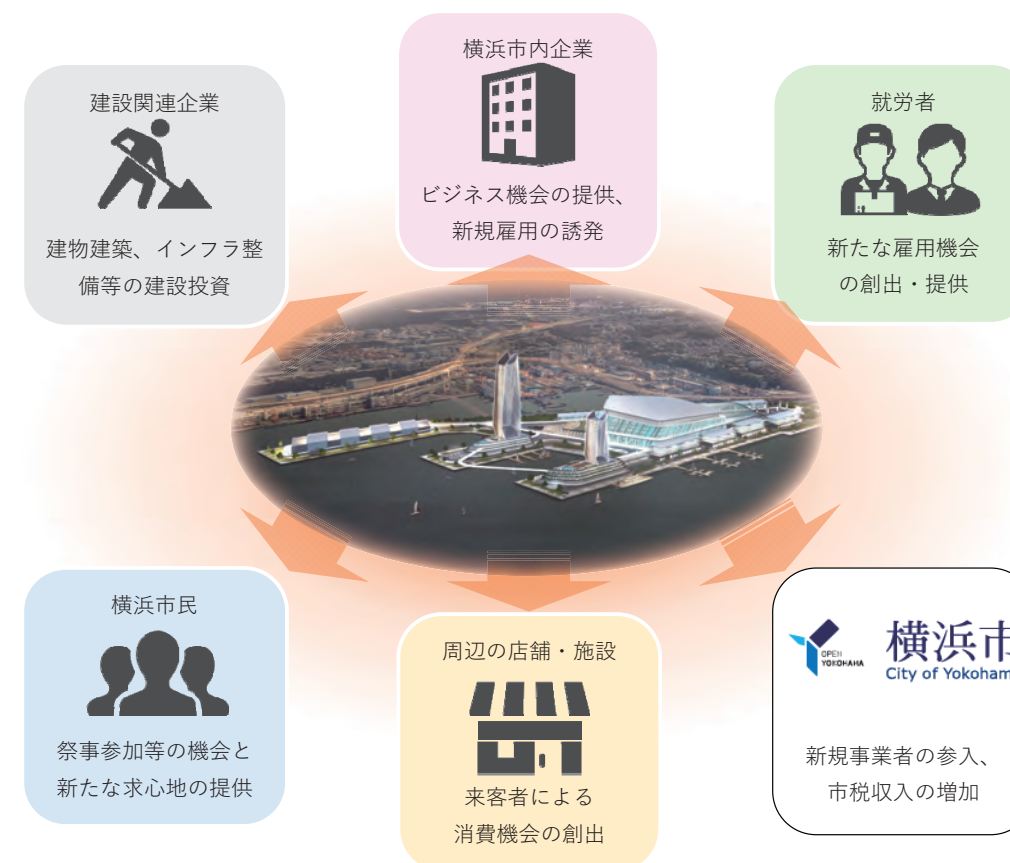 建設関連企業
建物建築、インフラ整
備等の建設投資
横浜市内企業
ビジネス機会の提供、
新規雇用の誘発
就労者
新たな雇用機会
の創出・提供
横浜市民
祭事参加等の機会と
新たな求心地の提供
周辺の店舗・施設
来客者による
消費機会の創出
OPEN
YOKOHAMA
横浜市
City of Yokoham
新規事業者の参入、
市税収入の増加